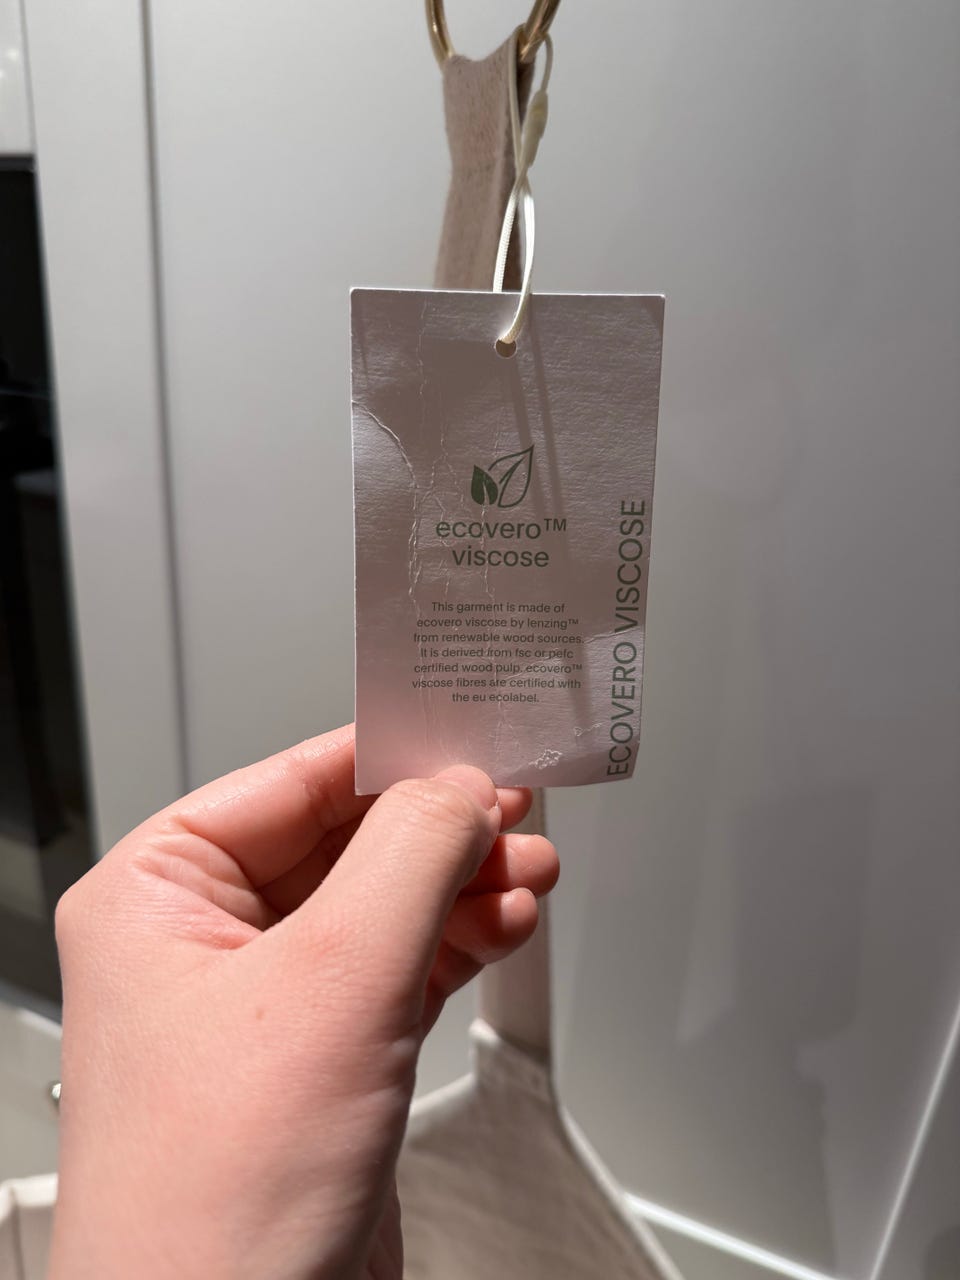 ecovero™
viscose
This garment is made of
ecovero viscose by lenzing™
from renewable wood sources.
It is derived from fsc or pefc
certified wood pulp. ecovero™
viscose fibres are certified with
the eu ecolabel.
ECOVERO VISCOSE